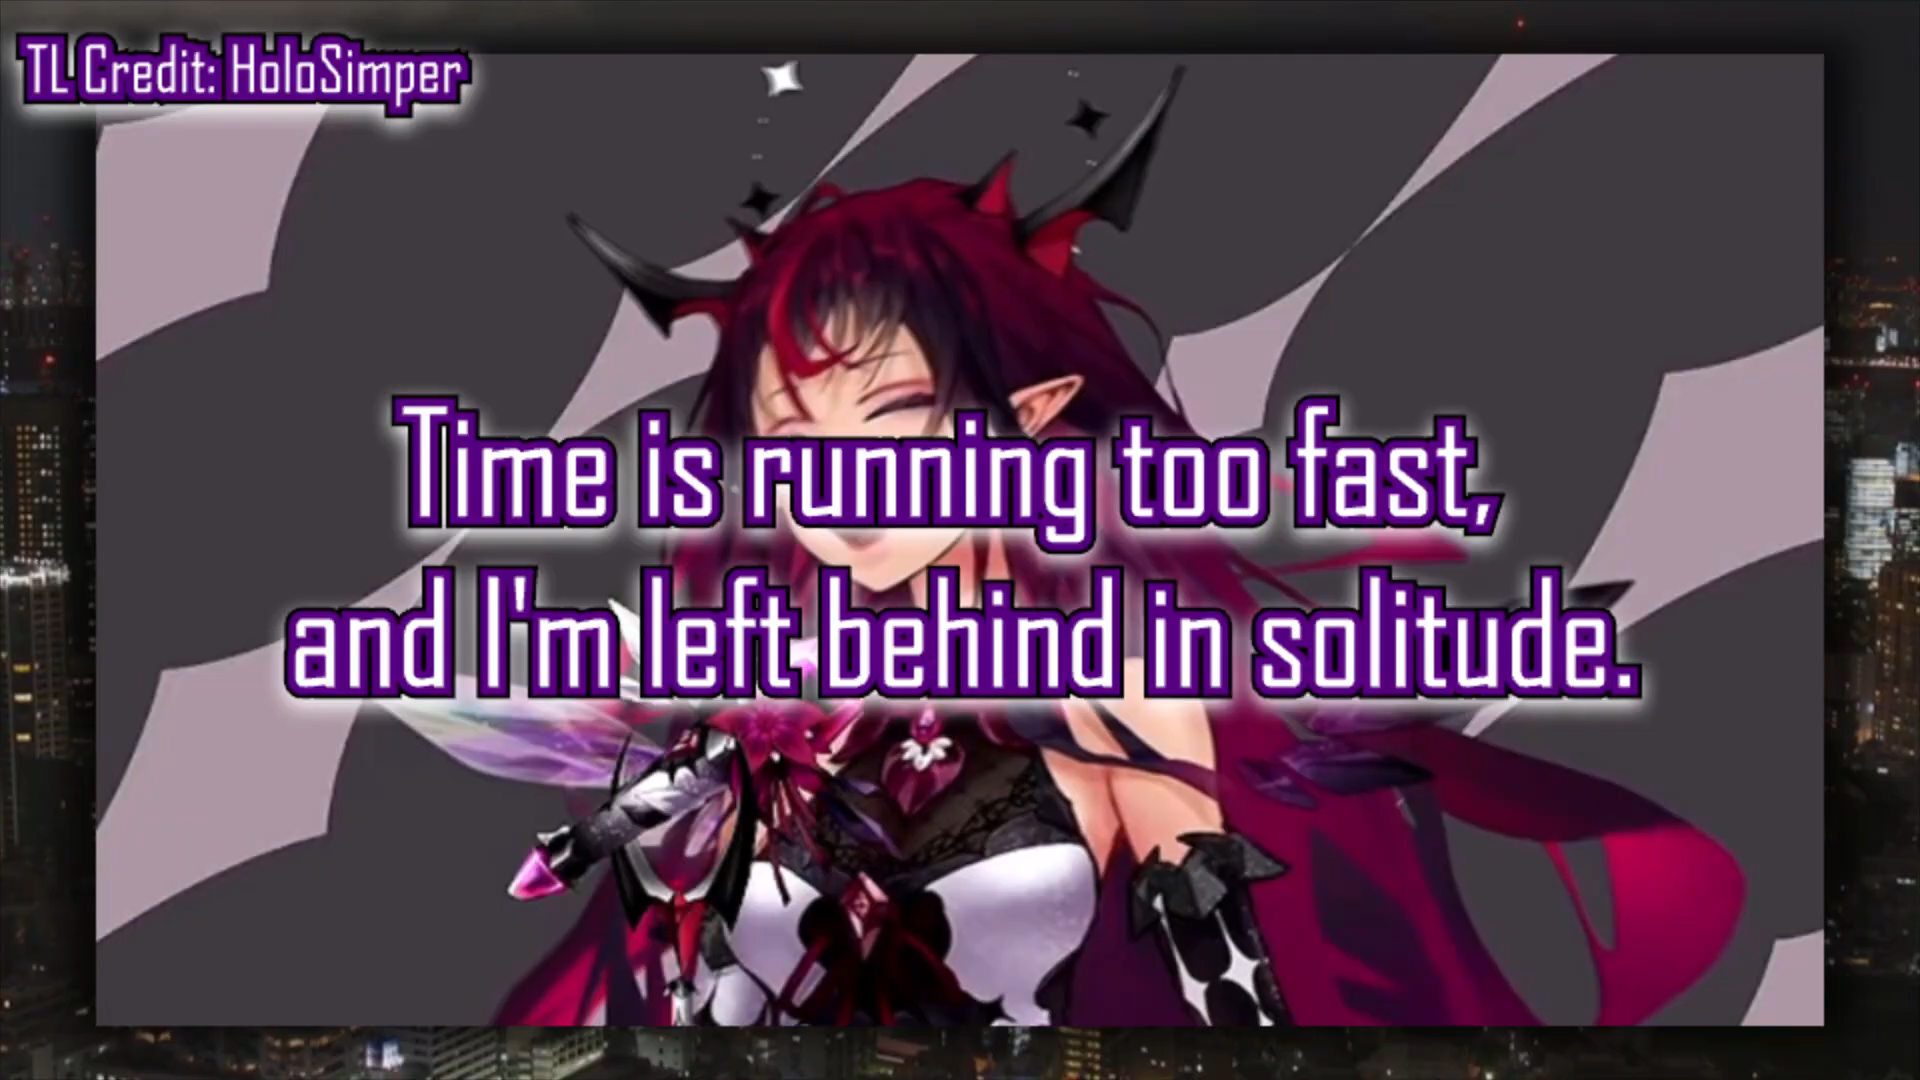 TL Credit: HoloSimper
Time is running too fast,
and I'm left behind in solitude.